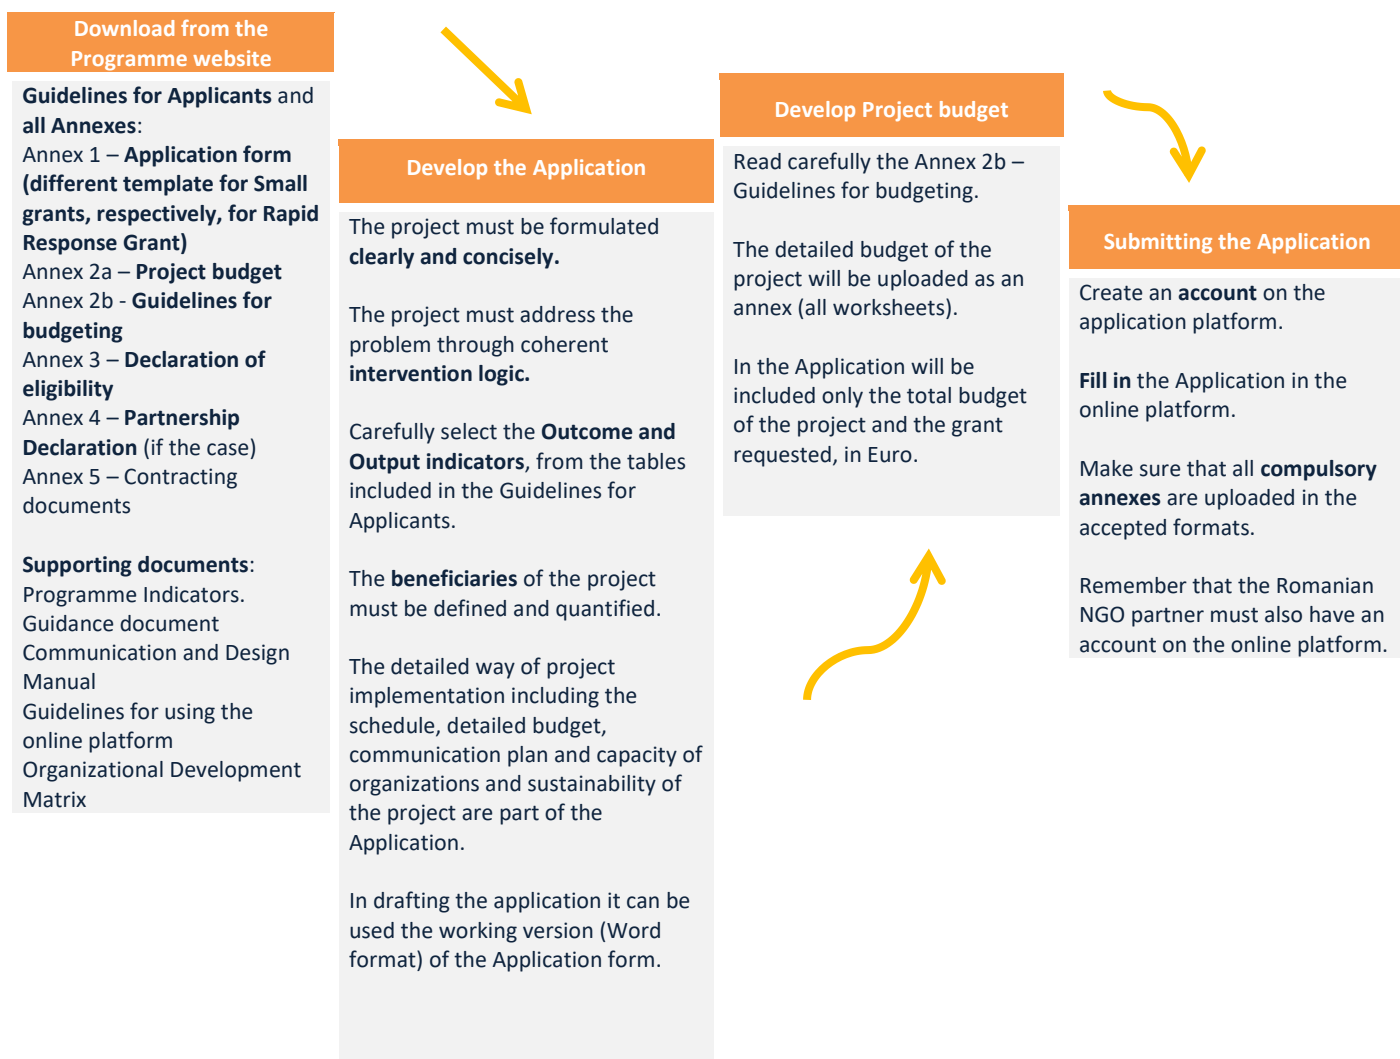 Download from the
Programme website
Guidelines for Applicants and
all Annexes:
Annex 1 – Application form
(different template for Small
grants, respectively, for Rapid
Response Grant)
Annex 2a – Project budget
Annex 2b - Guidelines for
budgeting
Annex 3 – Declaration of
eligibility
Annex 4 – Partnership
Declaration (if the case)
Annex 5 – Contracting
documents
Supporting documents:
Programme Indicators.
Guidance document
Communication and Design
Manual
Guidelines for using the
online platform
Organizational Development
Matrix
Develop the Application
The project must be formulated
clearly and concisely.
The project must address the
problem through coherent
intervention logic.
Carefully select the Outcome and
Output indicators, from the tables
included in the Guidelines for
Applicants.
The beneficiaries of the project
must be defined and quantified.
The detailed way of project
implementation including the
schedule, detailed budget,
communication plan and capacity of
organizations and sustainability of
the project are part of the
Application.
In drafting the application it can be
used the working version (Word
format) of the Application form.
Develop Project budget
Read carefully the Annex 2b –
Guidelines for budgeting.
The detailed budget of the
project will be uploaded as an
annex (all worksheets).
In the Application will be
included only the total budget
of the project and the grant
requested, in Euro.
Submitting the Application
Create an account on the
application platform.
Fill in the Application in the
online platform.
Make sure that all compulsory
annexes are uploaded in the
accepted formats.
Remember that the Romanian
NGO partner must also have an
account on the online platform.